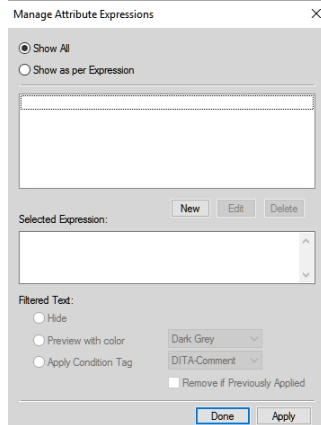 Manage Attribute Expressions
Show All
Show as per Expression
New Edit Delete
Selected Expression:
Filtered Text:
Hide
Preview with color Dark Grey
Apply Condition Tag DITA-Comment
Remove if Previously Applied
Done Apply